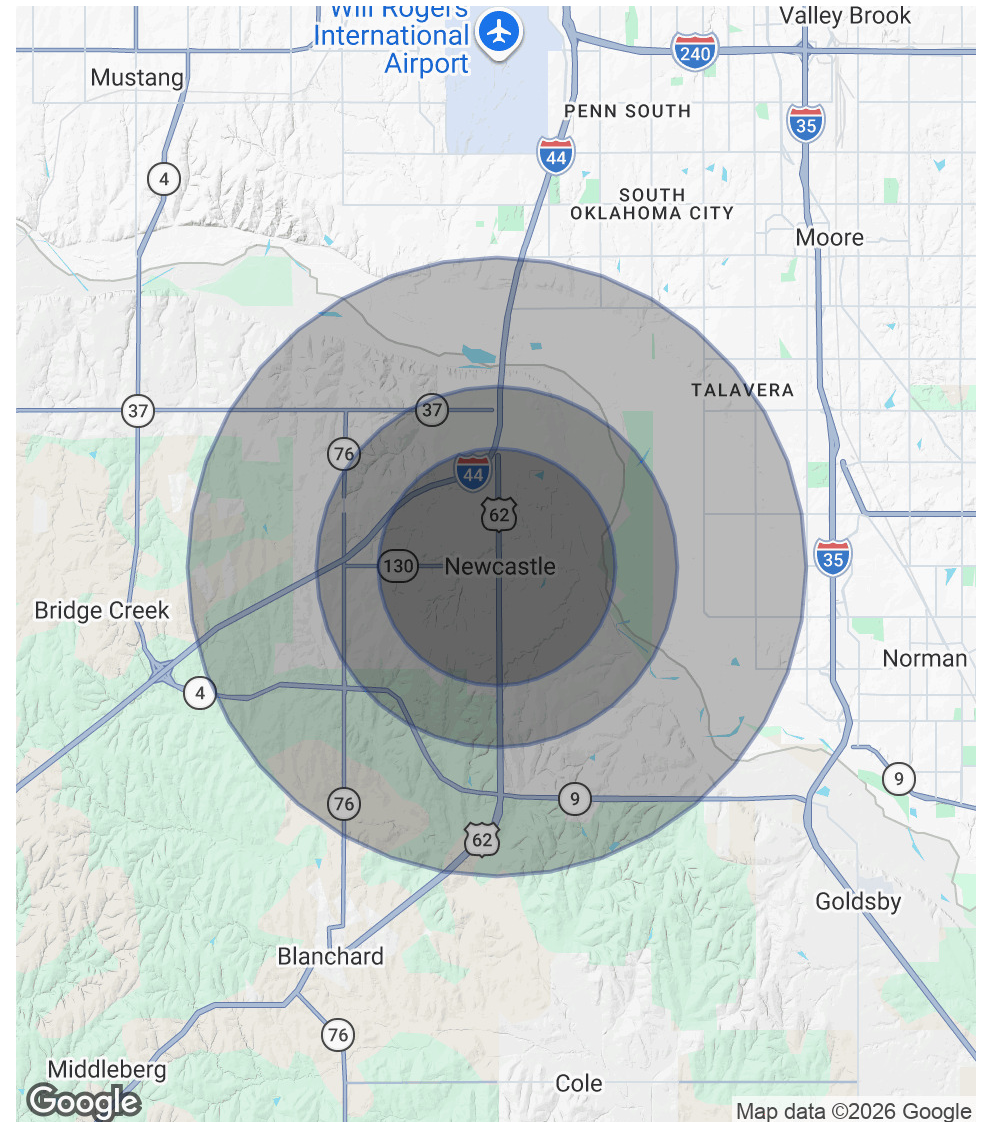 Will Rogers
International
Airport
Valley Brook
240
Mustang
PENN SOUTH
35
44
4
SOUTH
OKLAHOMA CITY
Moore
TALAVERA
37
37
76
44
62
35
130
Newcastle
Bridge Creek
Norman
4
9
76
9
62
Goldsby
Blanchard
76
Middleberg
Cole
Google
Map data ©2026 Google